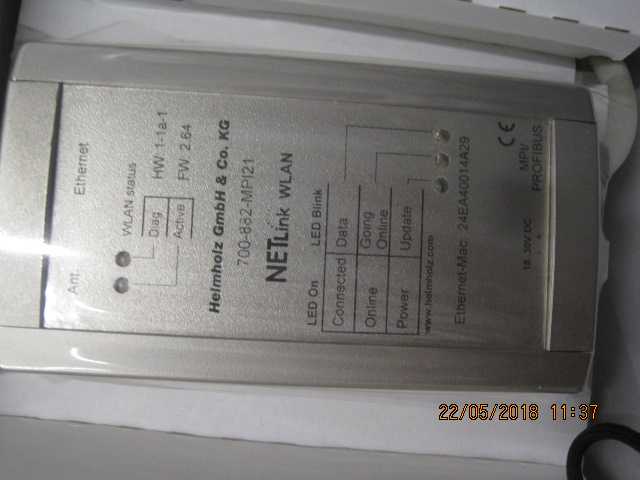 Ethernet
Ant.
WLAN status
Diag
Active
HW: 1-1a-1
FW: 2.64
Helmholz GmbH & Co. KG
700-882-MPI21
NETLink WLAN
LED On LED Blink
Connected Data
Online Going Online
Power Update
www.helmholz.com
Ethernet-Mac: 24EA40014A29
CE
18..30V DC
- +
MPI/
PROFIBUS
22/05/2018 11:37